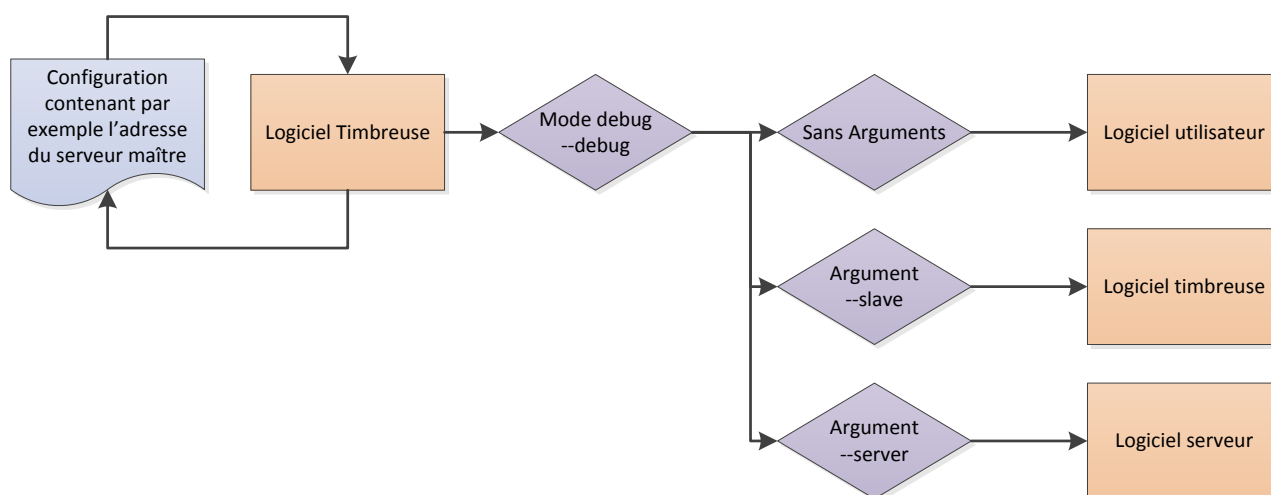 Configuration
contenant par
exemple l'adresse
du serveur maître
Logiciel Timbreuse
Mode debug
--debug
Sans Arguments
Logiciel utilisateur
Argument
--slave
Logiciel timbreuse
Argument
--server
Logiciel serveur